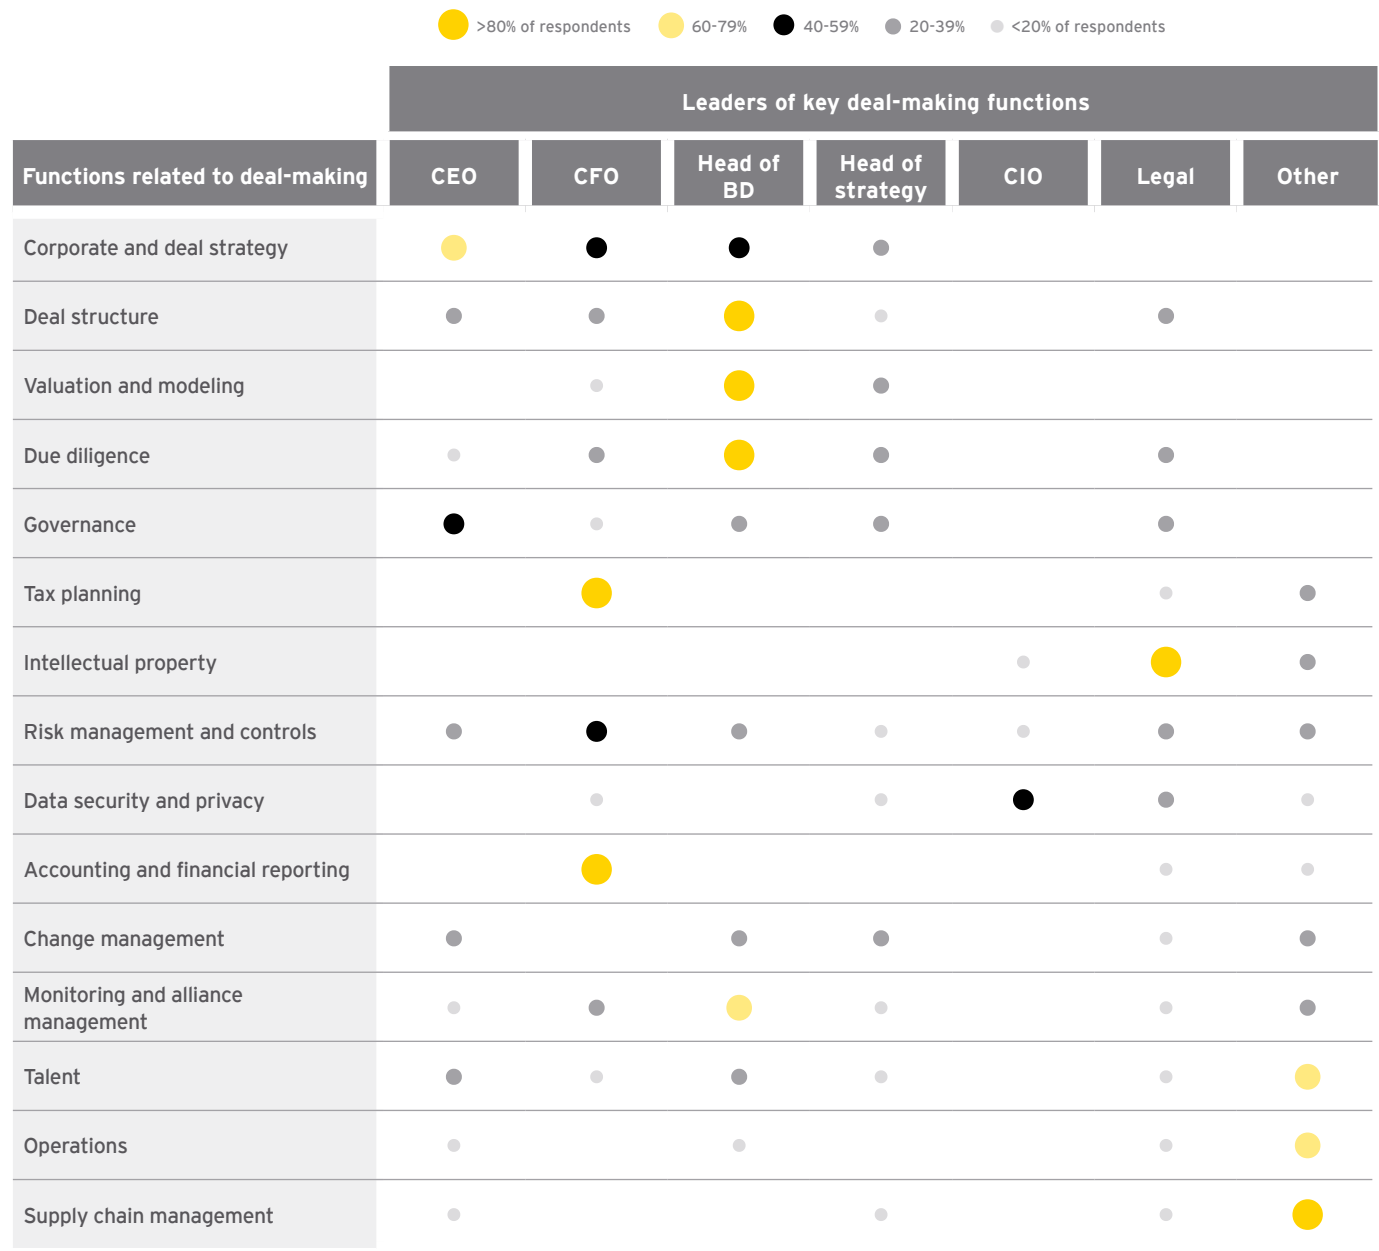 >80% of respondents 60-79% 40-59% 20-39% <20% of respondents
Leaders of key deal-making functions
Functions related to deal-making CEO CFO Head of BD Head of strategy CIO Legal Other
Corporate and deal strategy
Deal structure
Valuation and modeling
Due diligence
Governance
Tax planning
Intellectual property
Risk management and controls
Data security and privacy
Accounting and financial reporting
Change management
Monitoring and alliance
management
Talent
Operations
Supply chain management